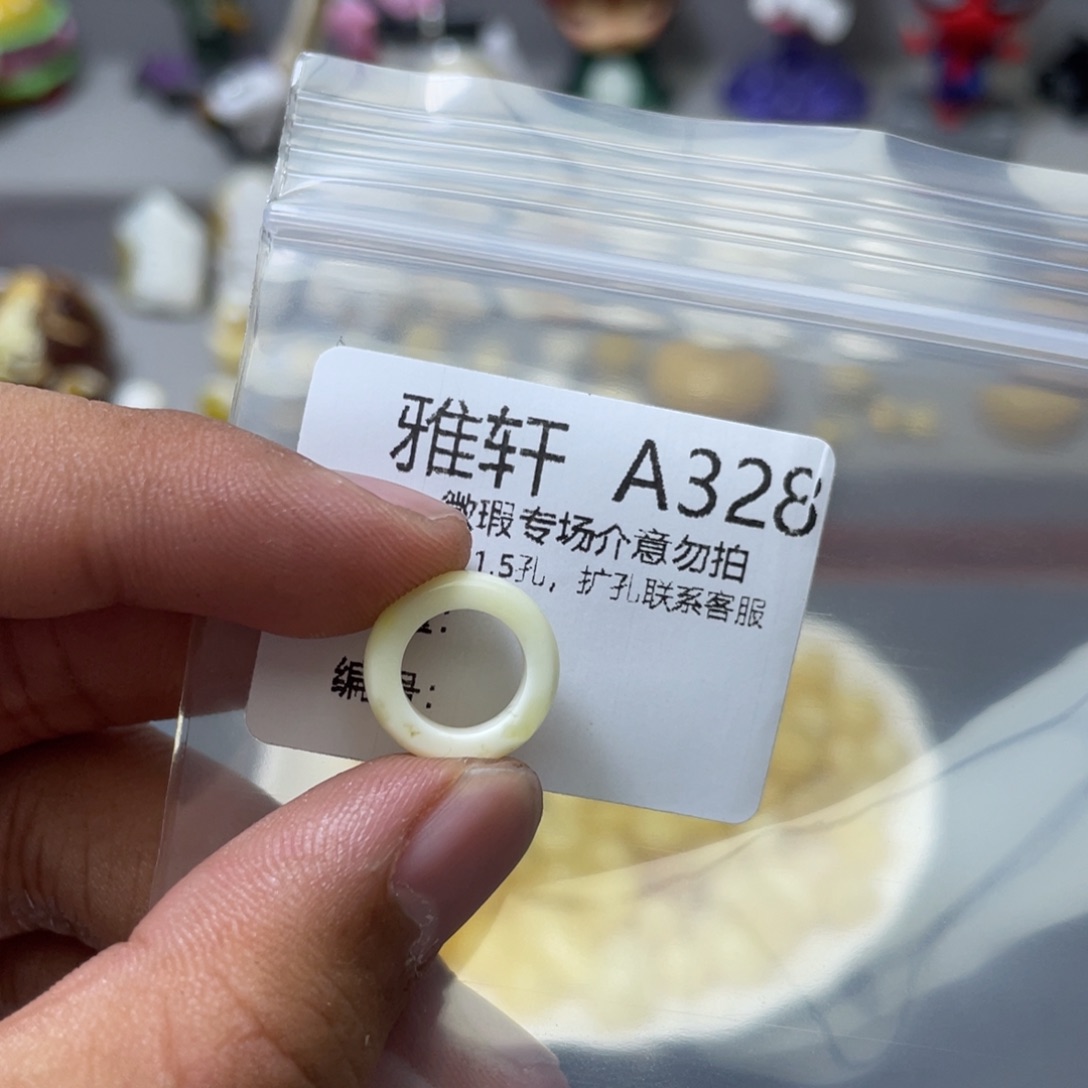 雅轩 A328
微瑕专场介意勿拍
1.5孔，扩孔联系客服
编号：